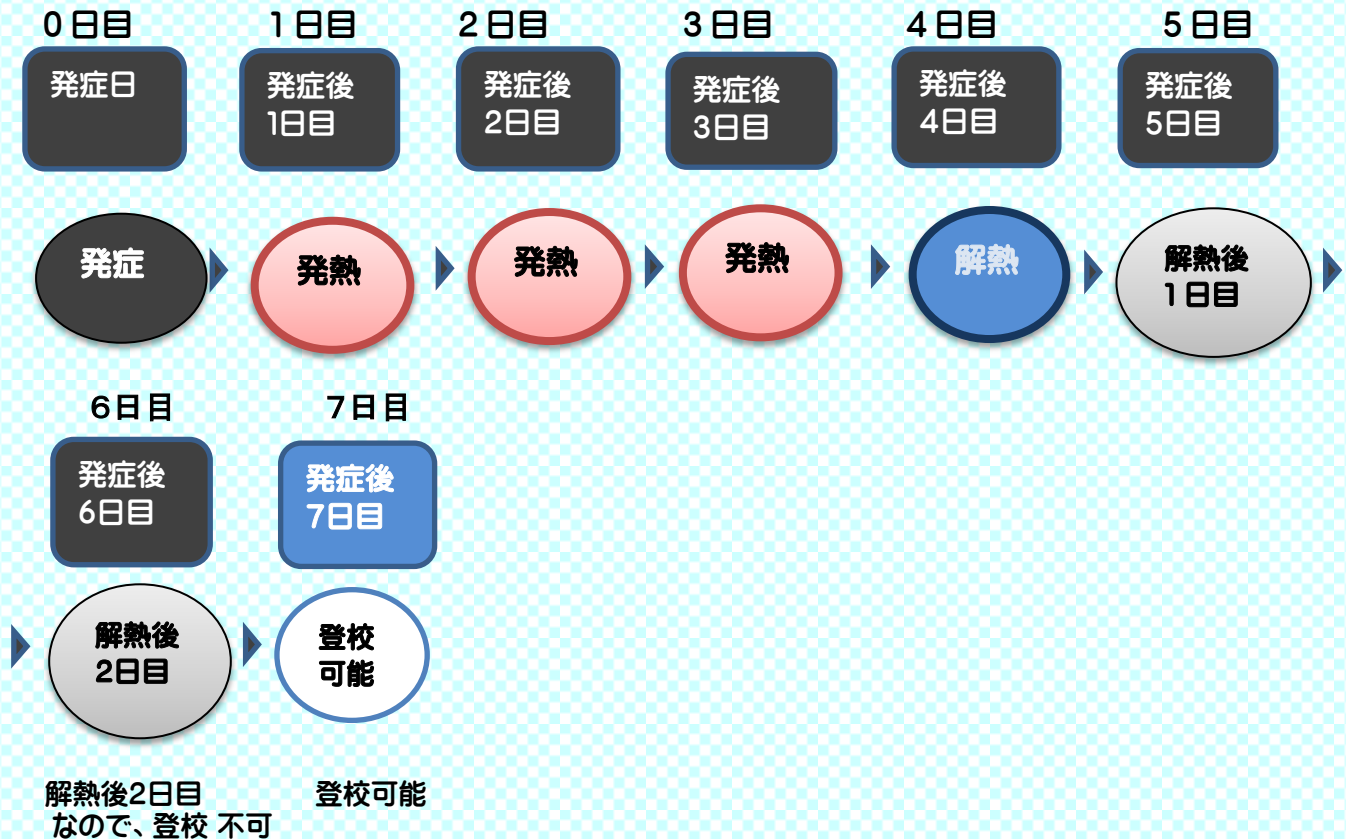 ０日目
１日目
２日目
３日目
４日目
５日目
発症日
発症後
1日目
発症後
2日目
発症後
3日目
発症後
4日目
発症後
5日目
発症
発熱
発熱
発熱
解熱
解熱後
１日目
６日目
７日目
発症後
6日目
発症後
7日目
解熱後
2日目
登校
可能
解熱後2日目
なので、登校 不可
登校可能